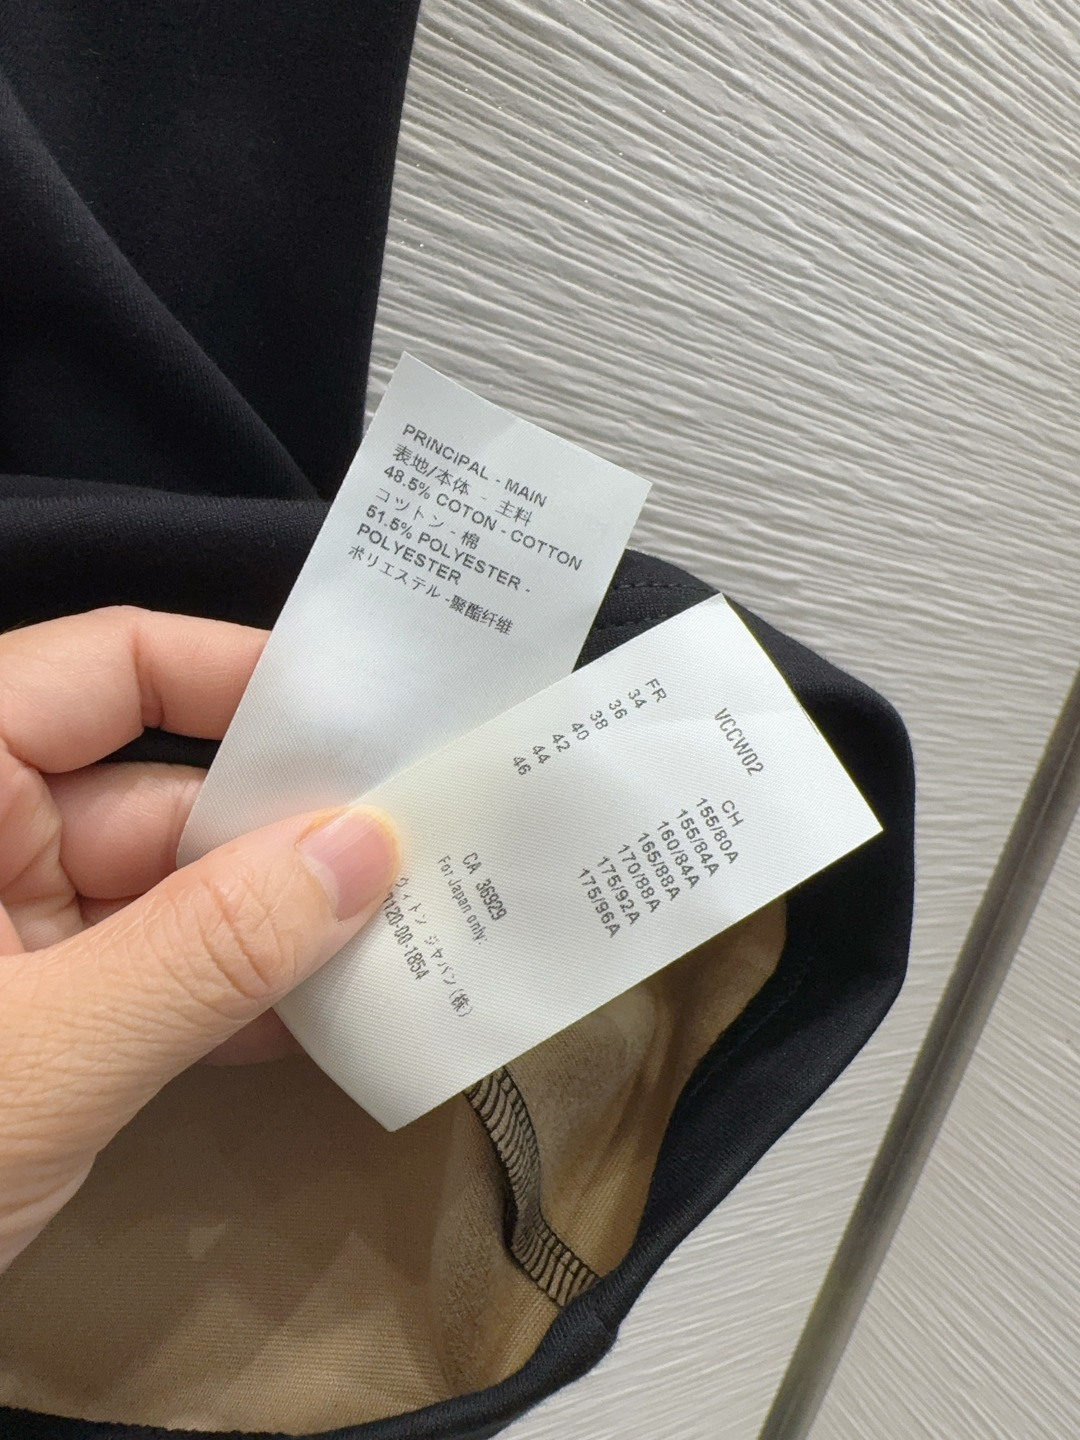 PRINCIPAL - MAIN
表地/本体 - 主料
48.5% COTON - COTTON
コットン - 棉
51.5% POLYESTER -
POLYESTER
ポリエステル -聚酯纤维
VCCW02
FR
34
36
38
40
42
44
46
CH
155/80A
155/84A
160/84A
165/88A
170/88A
175/92A
175/96A
CA 36929
For Japan only:
ヴィトン ジャパン (株)
0120-00-1854